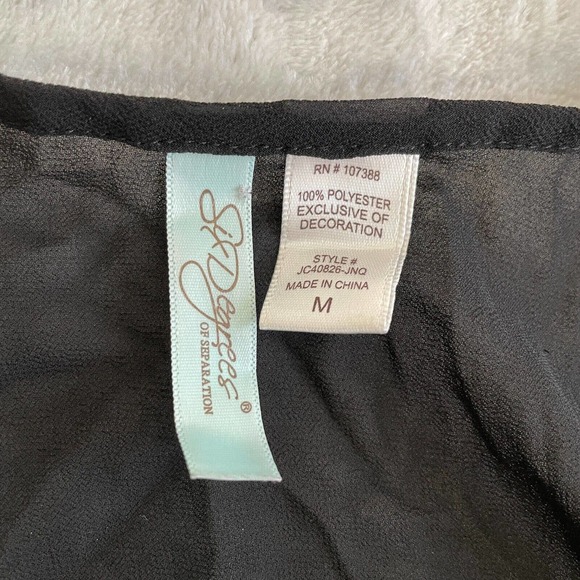 Six Degrees®
OF SEPARATION
RN # 107388
100% POLYESTER
EXCLUSIVE OF
DECORATION
STYLE #
JC40826-JNQ
MADE IN CHINA
M